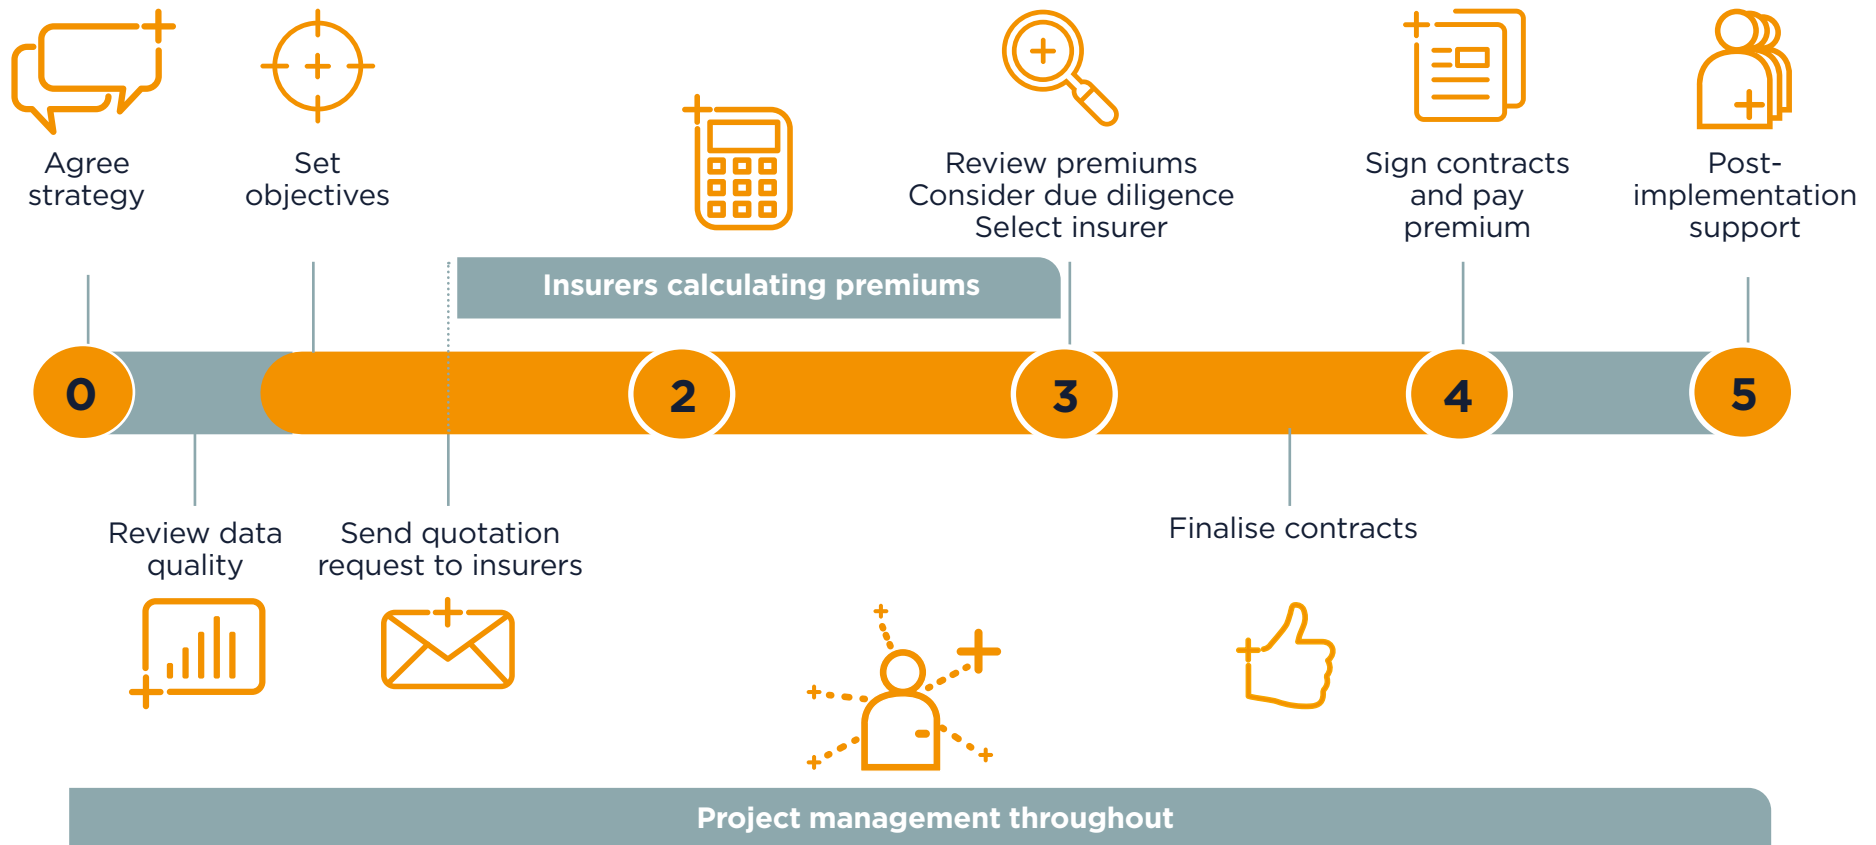 Agree
strategy
Set
objectives
Review premiums
Consider due diligence
Select insurer
Sign contracts
and pay
premium
Post-
implementation
support
Insurers calculating premiums
0
2
3
4
5
Review data
quality
Send quotation
request to insurers
Finalise contracts
Project management throughout